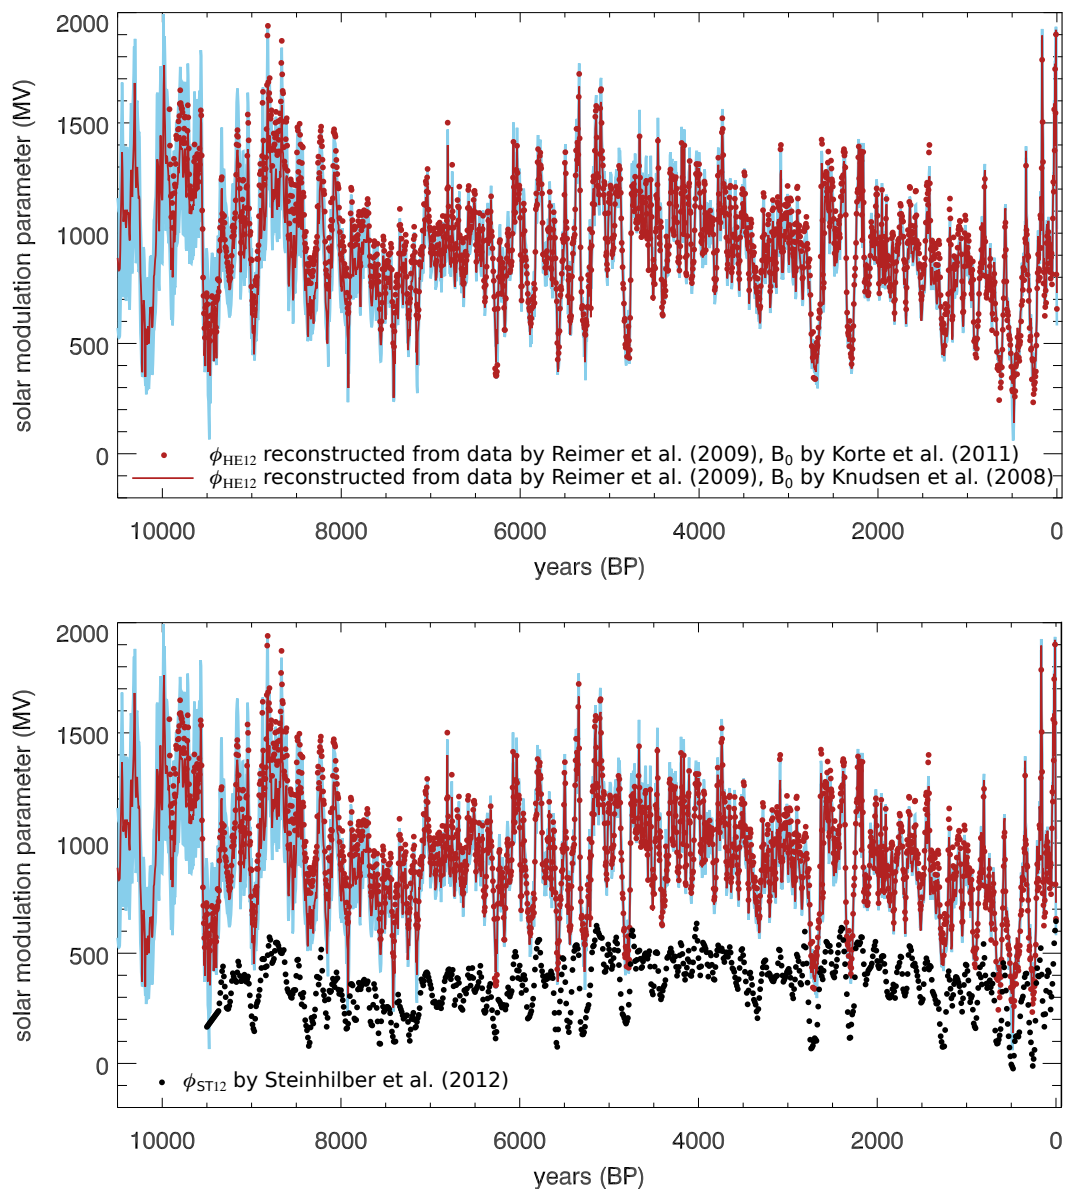 2000
1500
1000
500
0
solar modulation parameter (MV)
ϕHE12 reconstructed from data by Reimer et al. (2009), B0 by Korte et al. (2011)
ϕHE12 reconstructed from data by Reimer et al. (2009), B0 by Knudsen et al. (2008)
10000 8000 6000 4000 2000 0
years (BP)
2000
1500
1000
500
0
solar modulation parameter (MV)
ϕST12 by Steinhilber et al. (2012)
10000 8000 6000 4000 2000 0
years (BP)